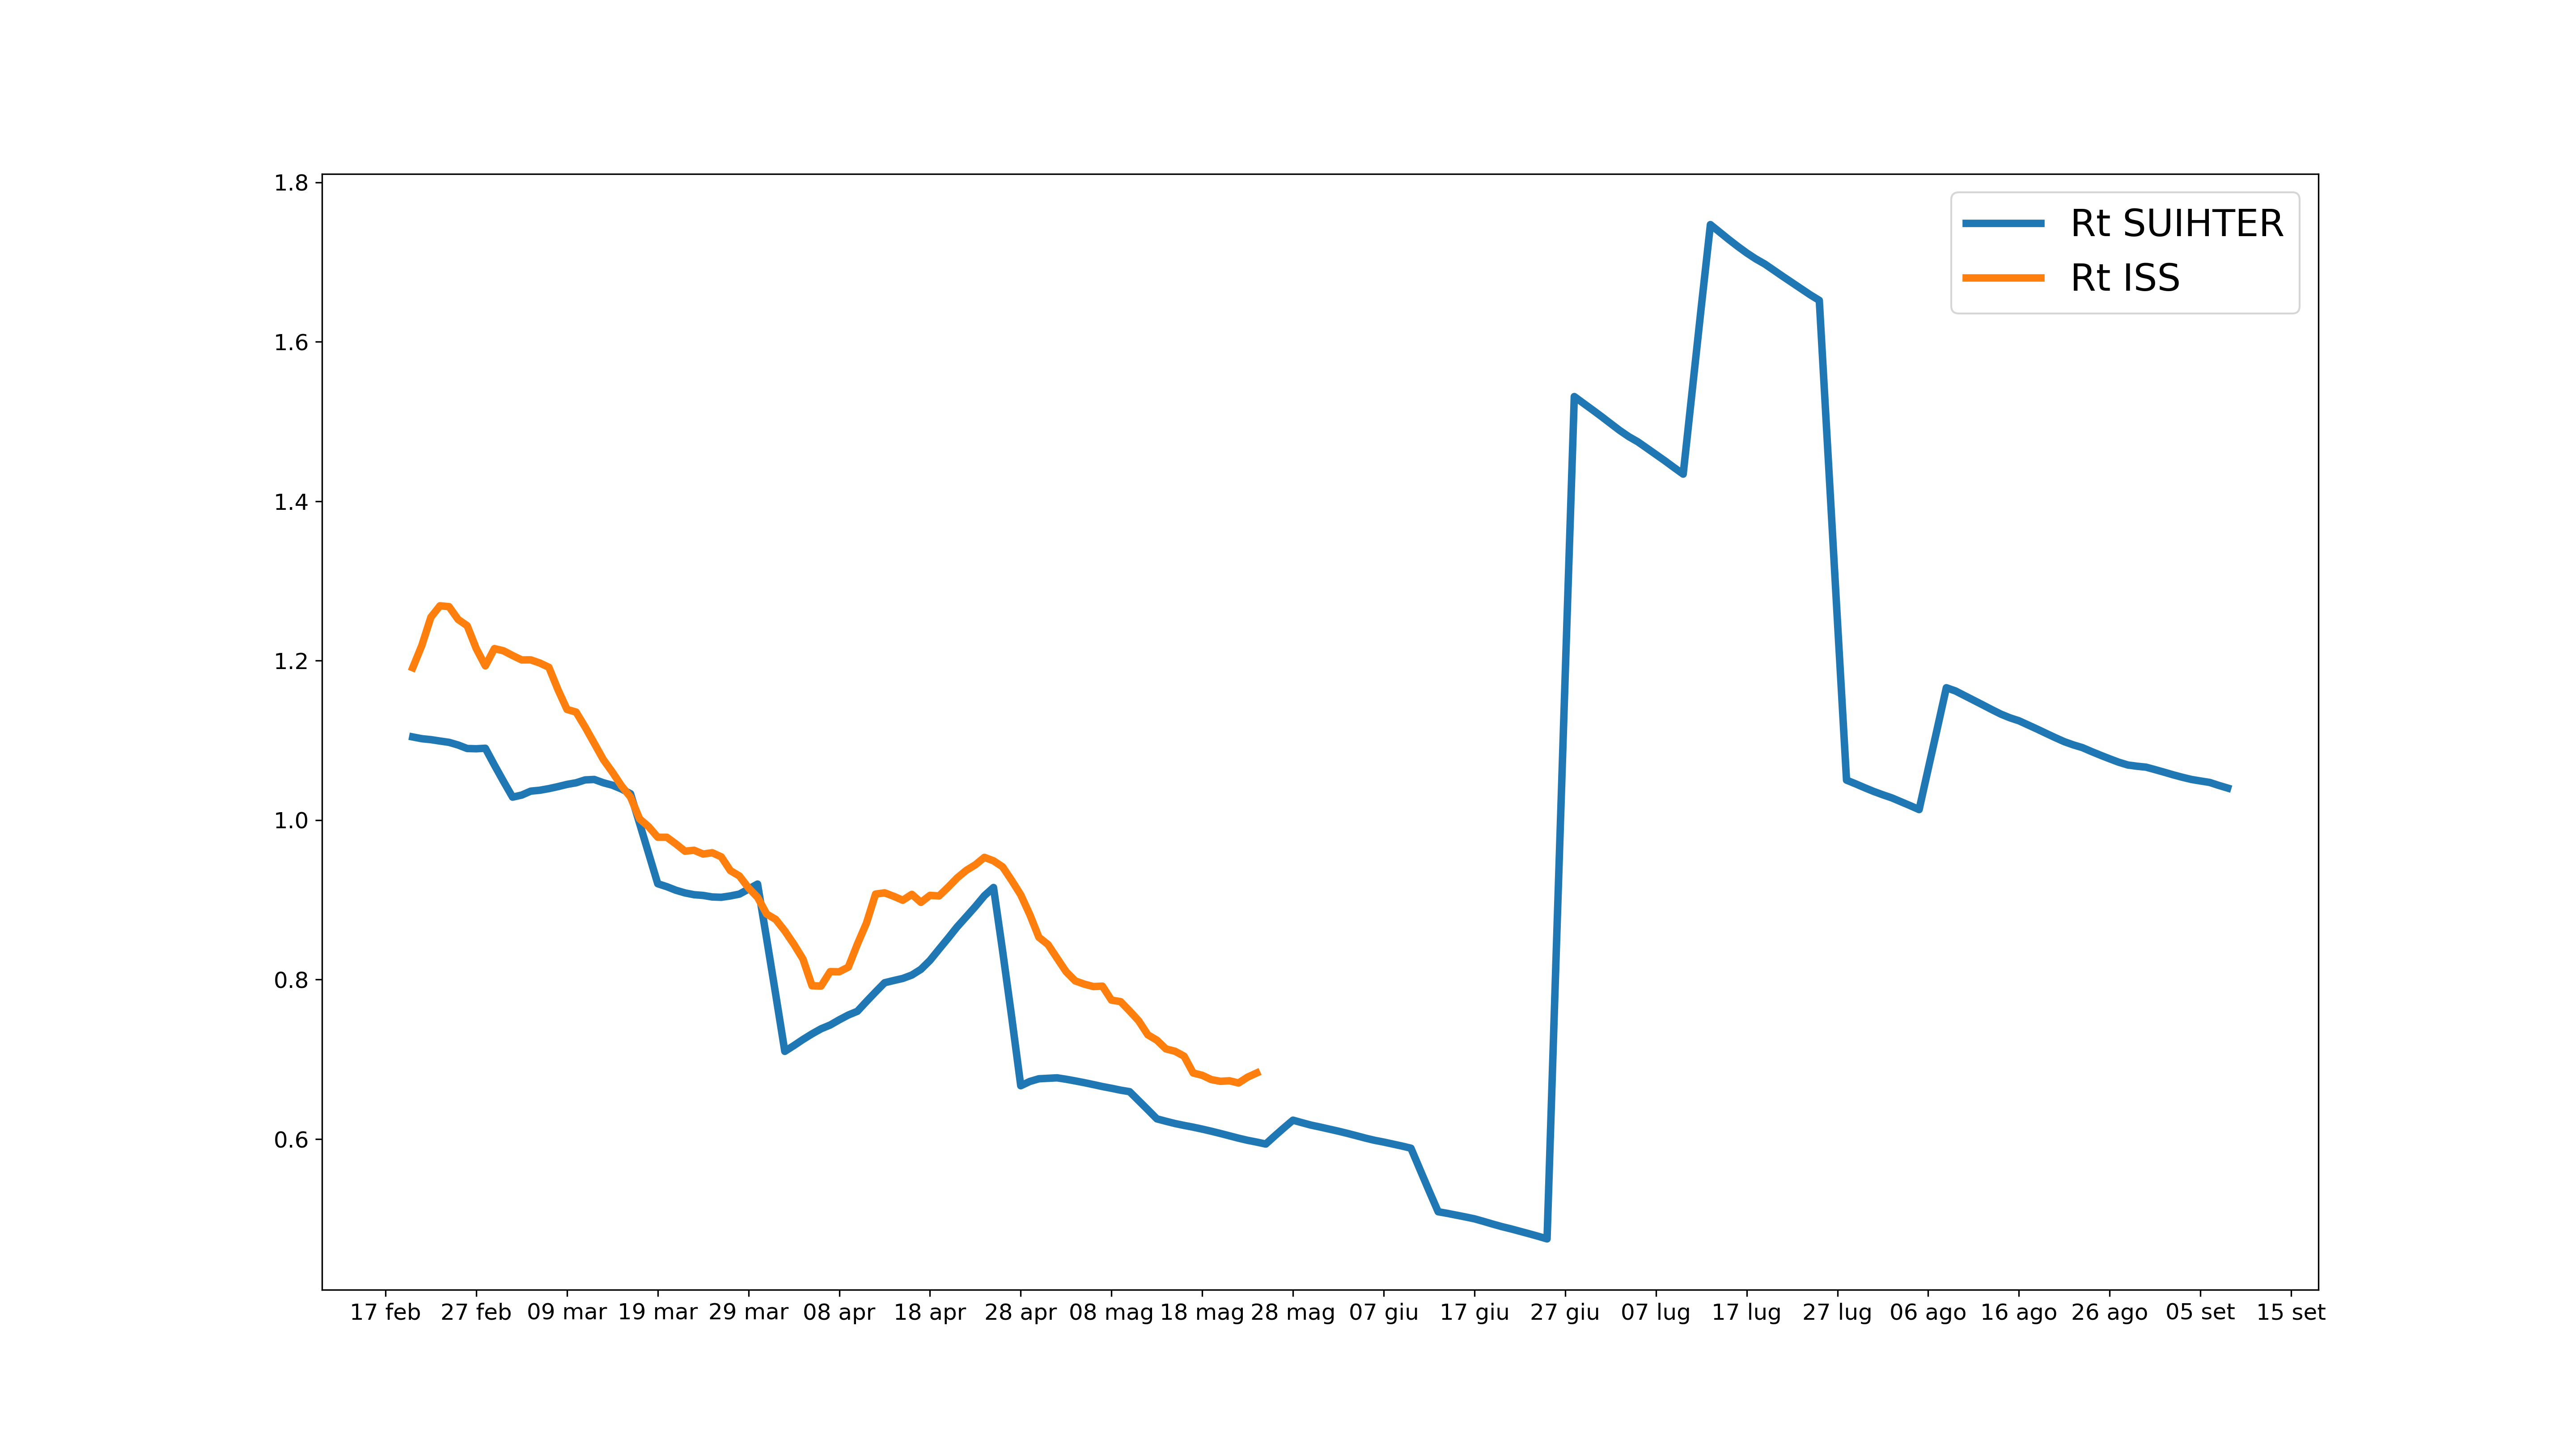 Rt SUIHTER
Rt ISS
1.8
1.6
1.4
1.2
1.0
0.8
0.6
17 feb 27 feb 09 mar 19 mar 29 mar 08 apr 18 apr 28 apr 08 mag 18 mag 28 mag 07 giu 17 giu 27 giu 07 lug 17 lug 27 lug 06 ago 16 ago 26 ago 05 set 15 set